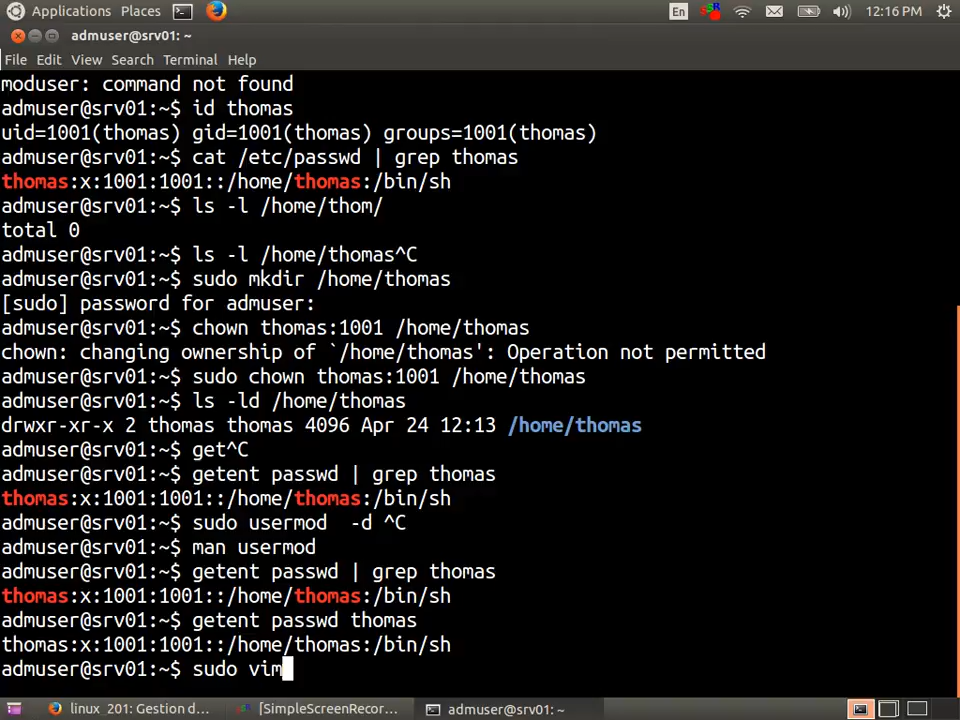 Applications Places En 12:16 PM
admuser@srv01: ~
File Edit View Search Terminal Help
moduser: command not found
admuser@srv01:~$ id thomas
uid=1001(thomas) gid=1001(thomas) groups=1001(thomas)
admuser@srv01:~$ cat /etc/passwd | grep thomas
thomas:x:1001:1001::/home/thomas:/bin/sh
admuser@srv01:~$ ls -l /home/thom/
total 0
admuser@srv01:~$ ls -l /home/thomas^C
admuser@srv01:~$ sudo mkdir /home/thomas
[sudo] password for admuser:
admuser@srv01:~$ chown thomas:1001 /home/thomas
chown: changing ownership of `/home/thomas': Operation not permitted
admuser@srv01:~$ sudo chown thomas:1001 /home/thomas
admuser@srv01:~$ ls -ld /home/thomas
drwxr-xr-x 2 thomas thomas 4096 Apr 24 12:13 /home/thomas
admuser@srv01:~$ get^C
admuser@srv01:~$ getent passwd | grep thomas
thomas:x:1001:1001::/home/thomas:/bin/sh
admuser@srv01:~$ sudo usermod  -d ^C
admuser@srv01:~$ man usermod
admuser@srv01:~$ getent passwd | grep thomas
thomas:x:1001:1001::/home/thomas:/bin/sh
admuser@srv01:~$ getent passwd thomas
thomas:x:1001:1001::/home/thomas:/bin/sh
admuser@srv01:~$ sudo vim
linux_201: Gestion d... [SimpleScreenRecor... admuser@srv01: ~